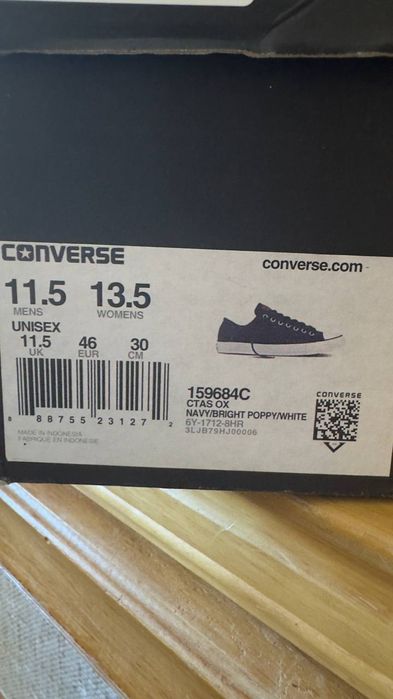 CONVERSE
converse.com
11.5 13.5
MENS WOMENS
UNISEX
11.5 46 30
UK EUR CM
8 88755 23127 2
MADE IN INDONESIA
FABRIQUE EN INDONESIE
159684C
CTAS OX
NAVY/BRIGHT POPPY/WHITE
6Y-1712-8HR
3LJB79HJ00006
CONVERSE